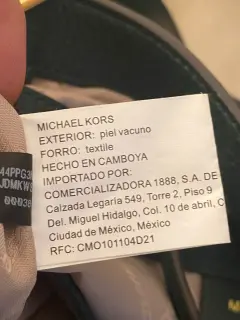 MICHAEL KORS
EXTERIOR: piel vacuno
FORRO: textile
HECHO EN CAMBOYA
IMPORTADO POR:
COMERCIALIZADORA 1888, S.A. DE
Calzada Legaria 549, Torre 2, Piso 9
Del. Miguel Hidalgo, Col. 10 de abril, C
Ciudad de México, México
RFC: CMO101104D21